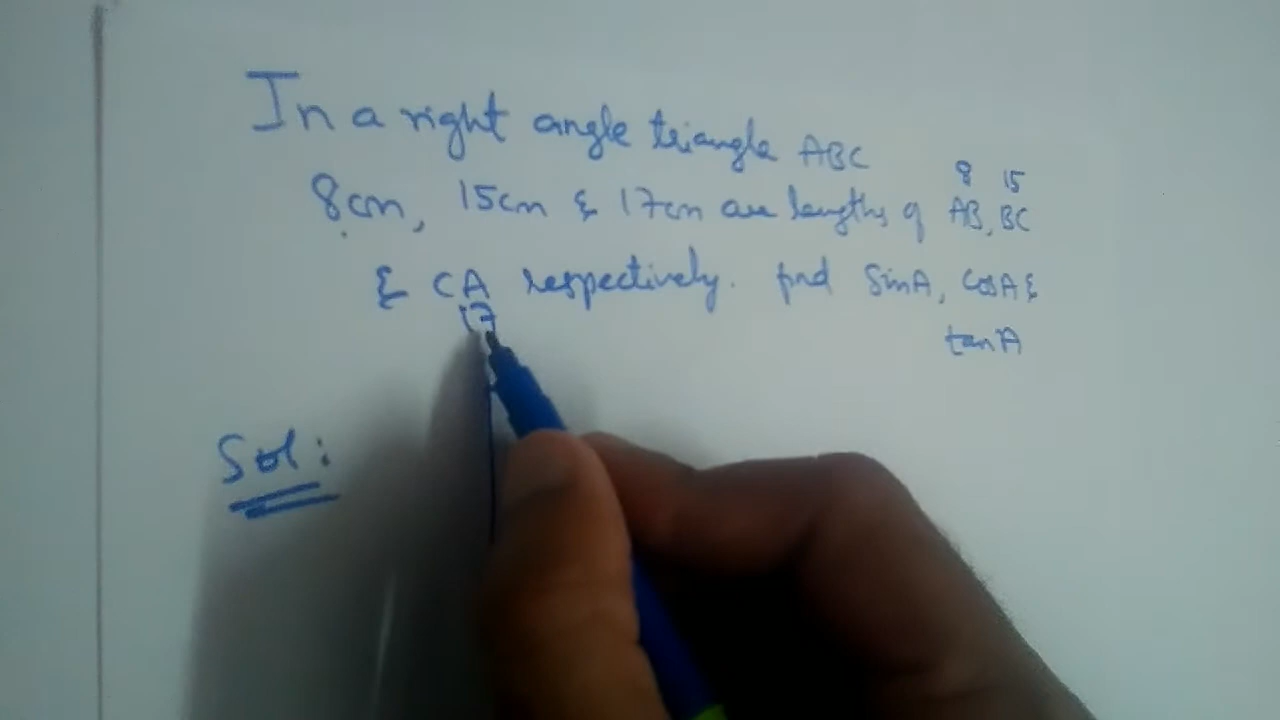 In a right angle triangle ABC
8 15
8cm, 15cm & 17cm are lengths of AB, BC
& CA respectively. find SinA, CosA &
17
tanA
Sol: